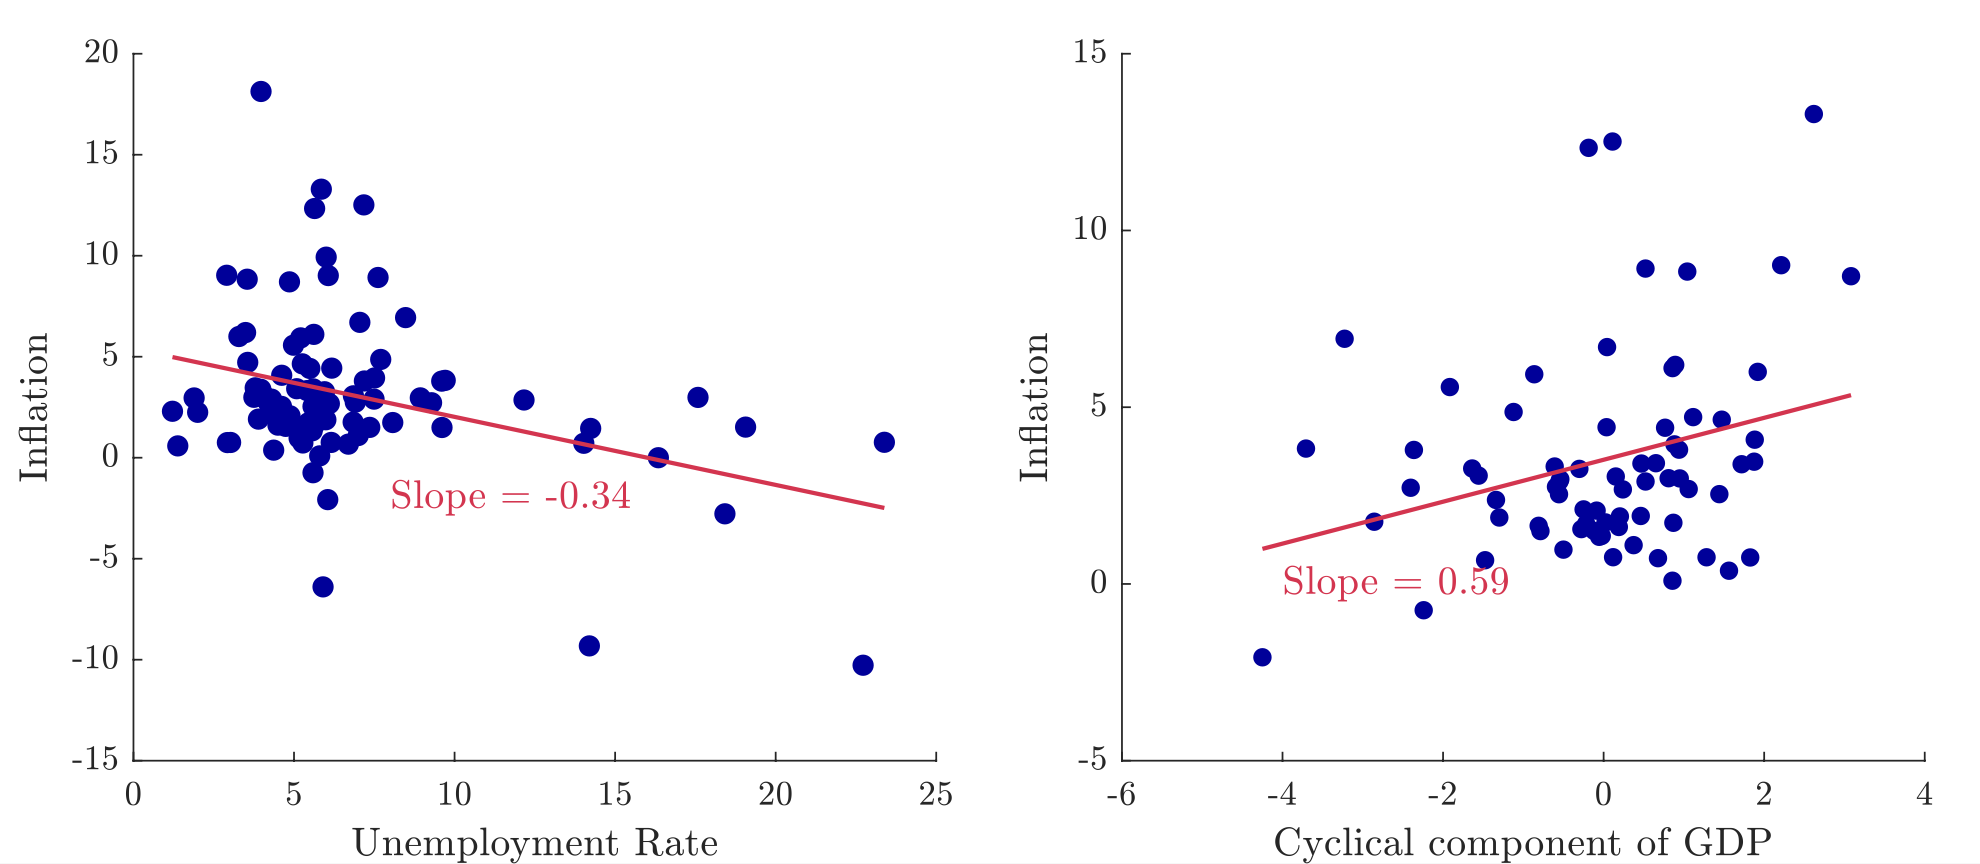 20
15
10
5
0
-5
-10
-15
0 5 10 15 20 25
Inflation
Unemployment Rate
Slope = -0.34
15
10
5
0
-5
-6 -4 -2 0 2 4
Inflation
Cyclical component of GDP
Slope = 0.59